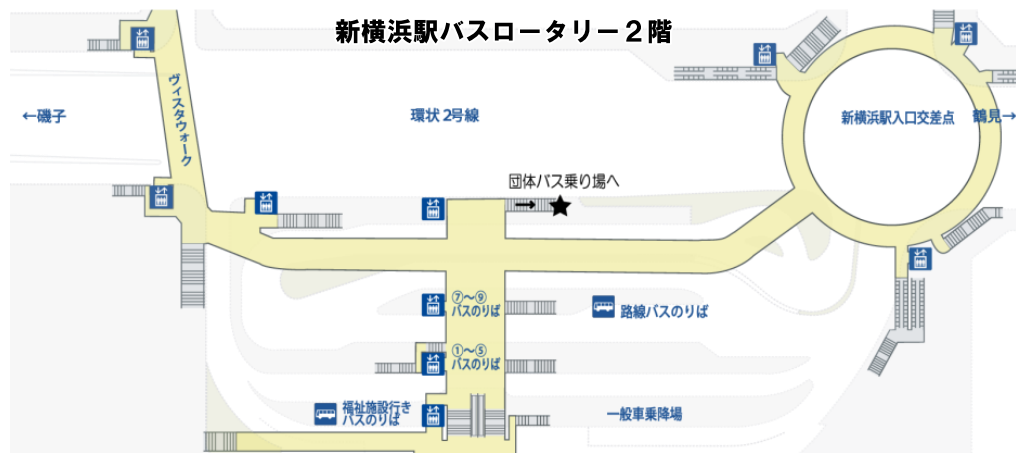 新横浜駅バスロータリー２階
ヴィスタウォーク
←磯子
環状2号線
新横浜駅入口交差点
鶴見→
団体バス乗り場へ
⑦～⑨
バスのりば
路線バスのりば
①～⑤
バスのりば
福祉施設行き
バスのりば
一般車乗降場